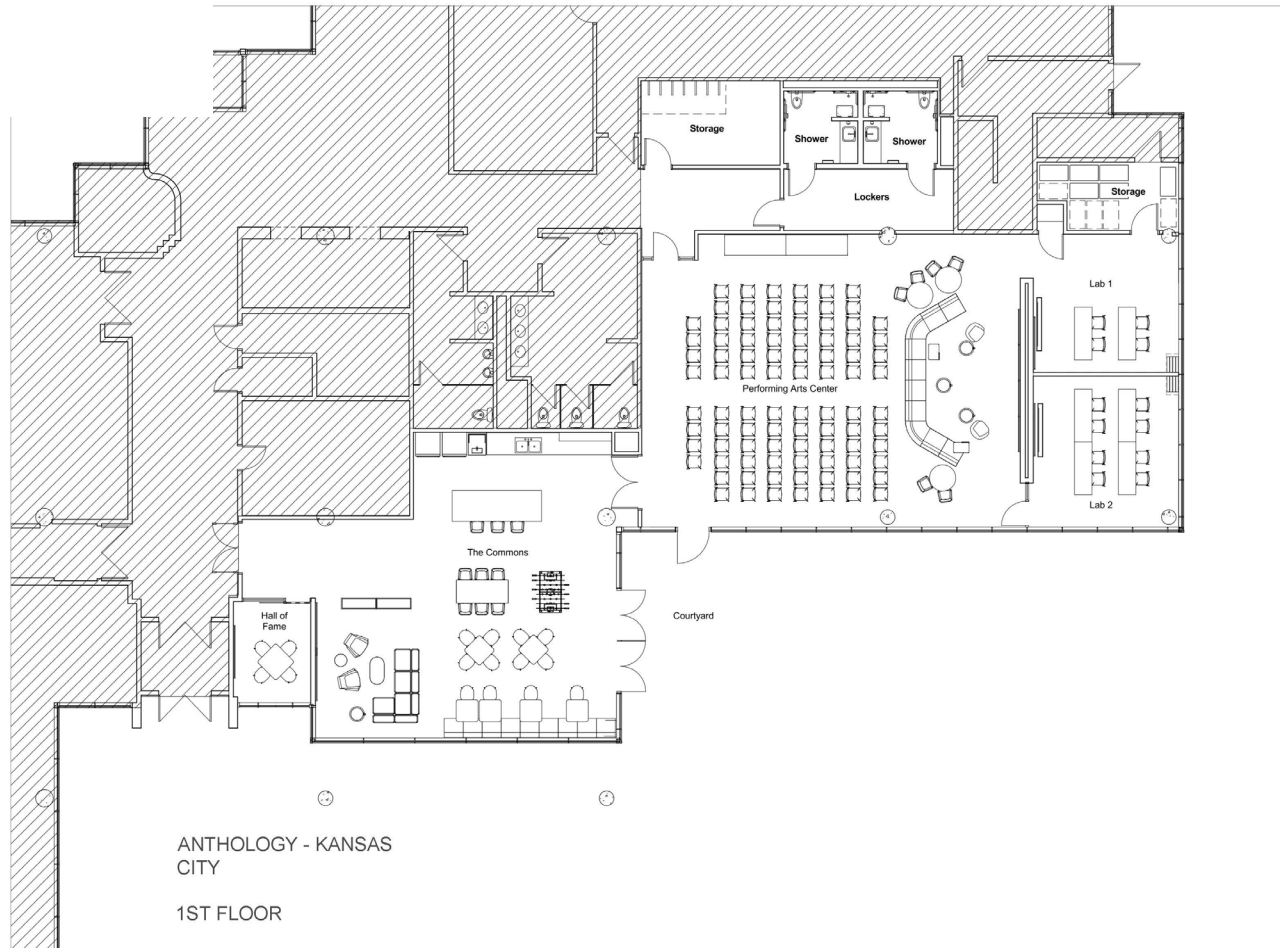 Storage
Shower
Shower
Lockers
Storage
Lab 1
Performing Arts Center
Lab 2
The Commons
Hall of
Fame
Courtyard
ANTHOLOGY - KANSAS
CITY
1ST FLOOR